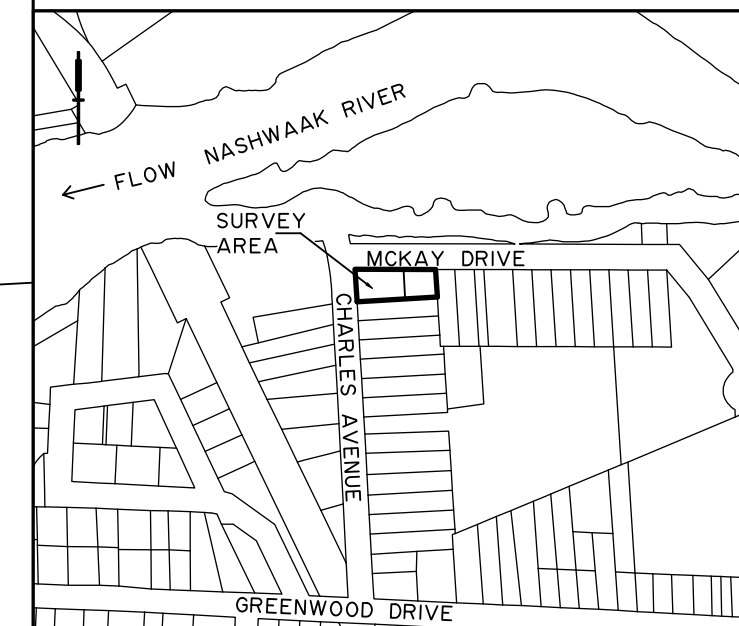 NASHWAAK RIVER
FLOW
SURVEY
AREA
MCKAY DRIVE
CHARLES AVENUE
GREENWOOD DRIVE